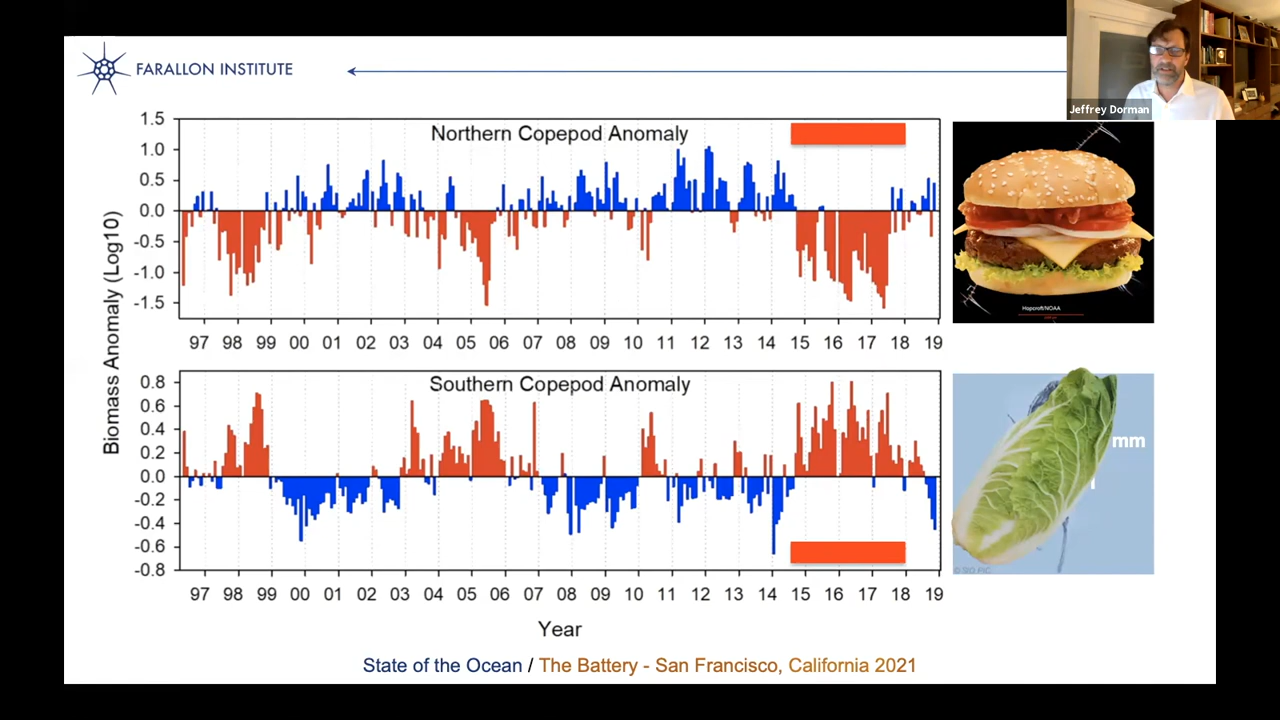 Jeffrey Dorman
FARALLON INSTITUTE
Northern Copepod Anomaly
1.5
1.0
0.5
0.0
-0.5
-1.0
-1.5
97 98 99 00 01 02 03 04 05 06 07 08 09 10 11 12 13 14 15 16 17 18 19
Biomass Anomaly (Log10)
Hopcroft/NOAA
Southern Copepod Anomaly
0.8
0.6
0.4
0.2
0.0
-0.2
-0.4
-0.6
-0.8
97 98 99 00 01 02 03 04 05 06 07 08 09 10 11 12 13 14 15 16 17 18 19
mm
© SIO PIC
Year
State of the Ocean / The Battery - San Francisco, California 2021